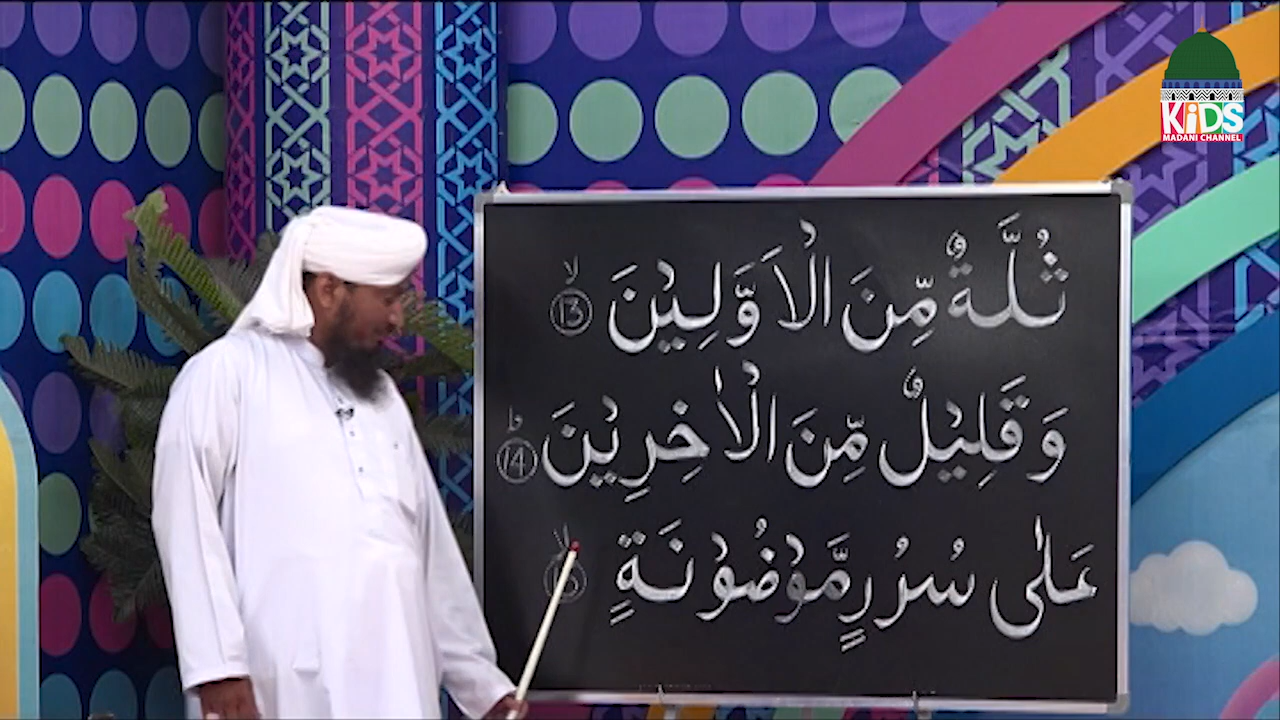 KiDS
MADANI CHANNEL
ثُلَّةٌ مِّنَ الْاَوَّلِيْنَ ۙ 13
وَ قَلِيْلٌ مِّنَ الْاٰخِرِيْنَ ؕ 14
عَلٰى سُرُرٍ مَّوْضُوْنَةٍ ۙ 15